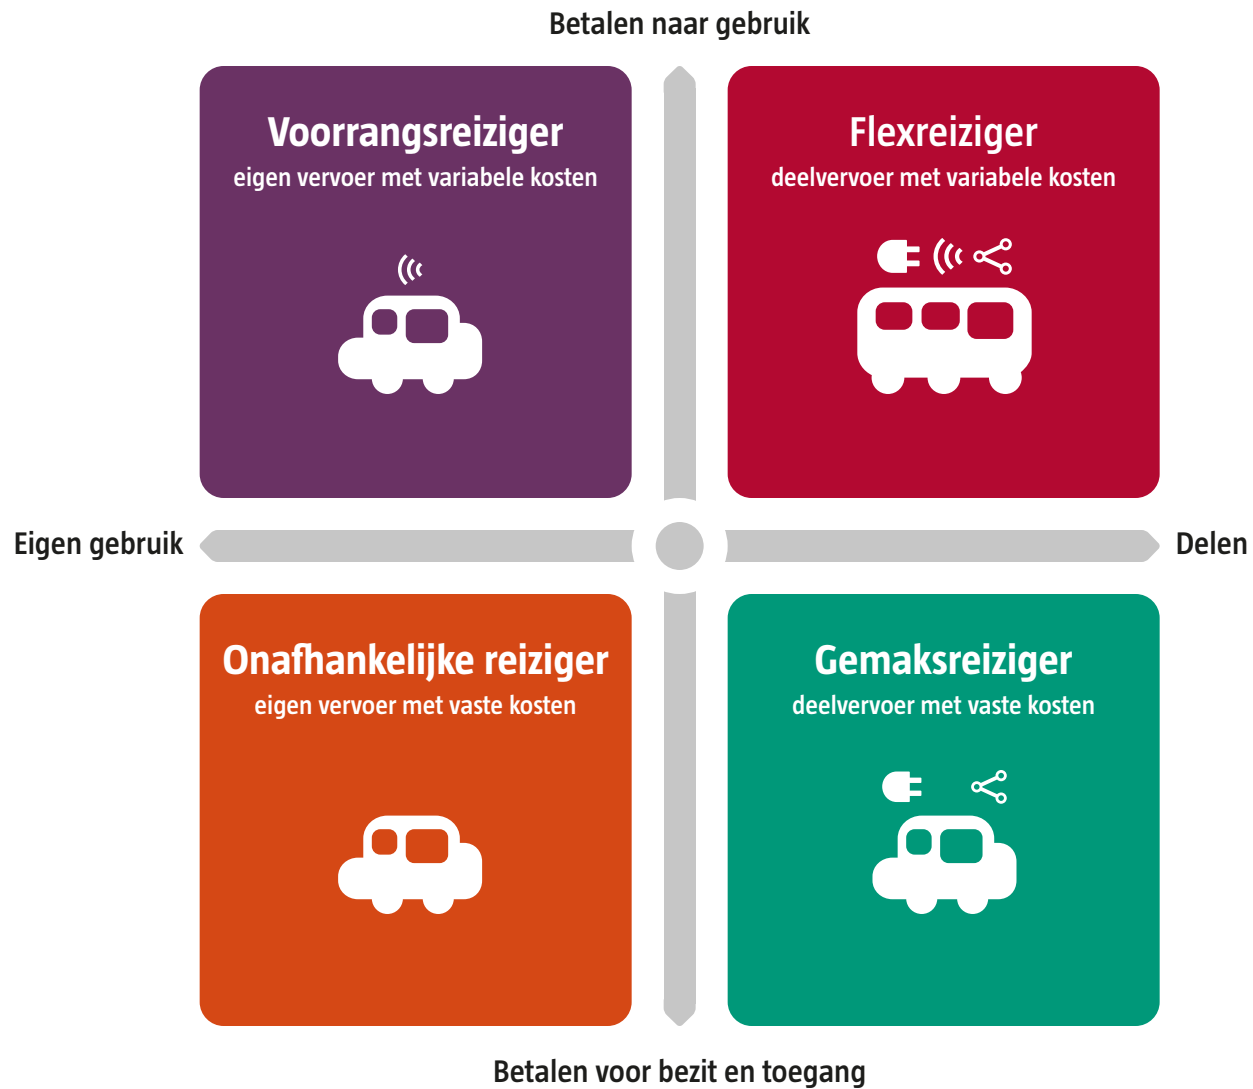 Betalen naar gebruik
Voorrangsreiziger
eigen vervoer met variabele kosten
Flexreiziger
deelvervoer met variabele kosten
Eigen gebruik
Delen
Onafhankelijke reiziger
eigen vervoer met vaste kosten
Gemaksreiziger
deelvervoer met vaste kosten
Betalen voor bezit en toegang